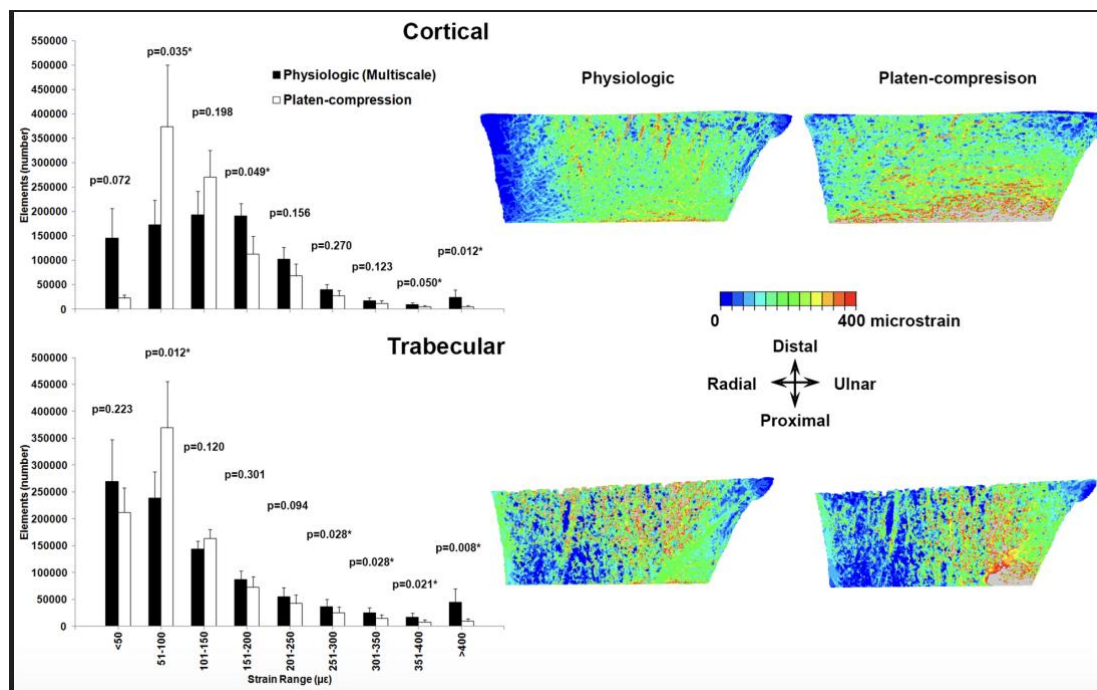 Cortical
550000
500000
450000
400000
350000
300000
250000
200000
150000
100000
50000
0
Elements (number)
p=0.072
p=0.035*
p=0.198
p=0.049*
p=0.156
p=0.270
p=0.123
p=0.050*
p=0.012*
Physiologic (Multiscale)
Platen-compression
Physiologic
Platen-compresison
0 400 microstrain
Distal
Radial Ulnar
Proximal
Trabecular
500000
450000
400000
350000
300000
250000
200000
150000
100000
50000
0
Elements (number)
p=0.223
p=0.012*
p=0.120
p=0.301
p=0.094
p=0.028*
p=0.028*
p=0.021*
p=0.008*
<50
51-100
101-150
151-200
201-250
251-300
301-350
351-400
>400
Strain Range (με)